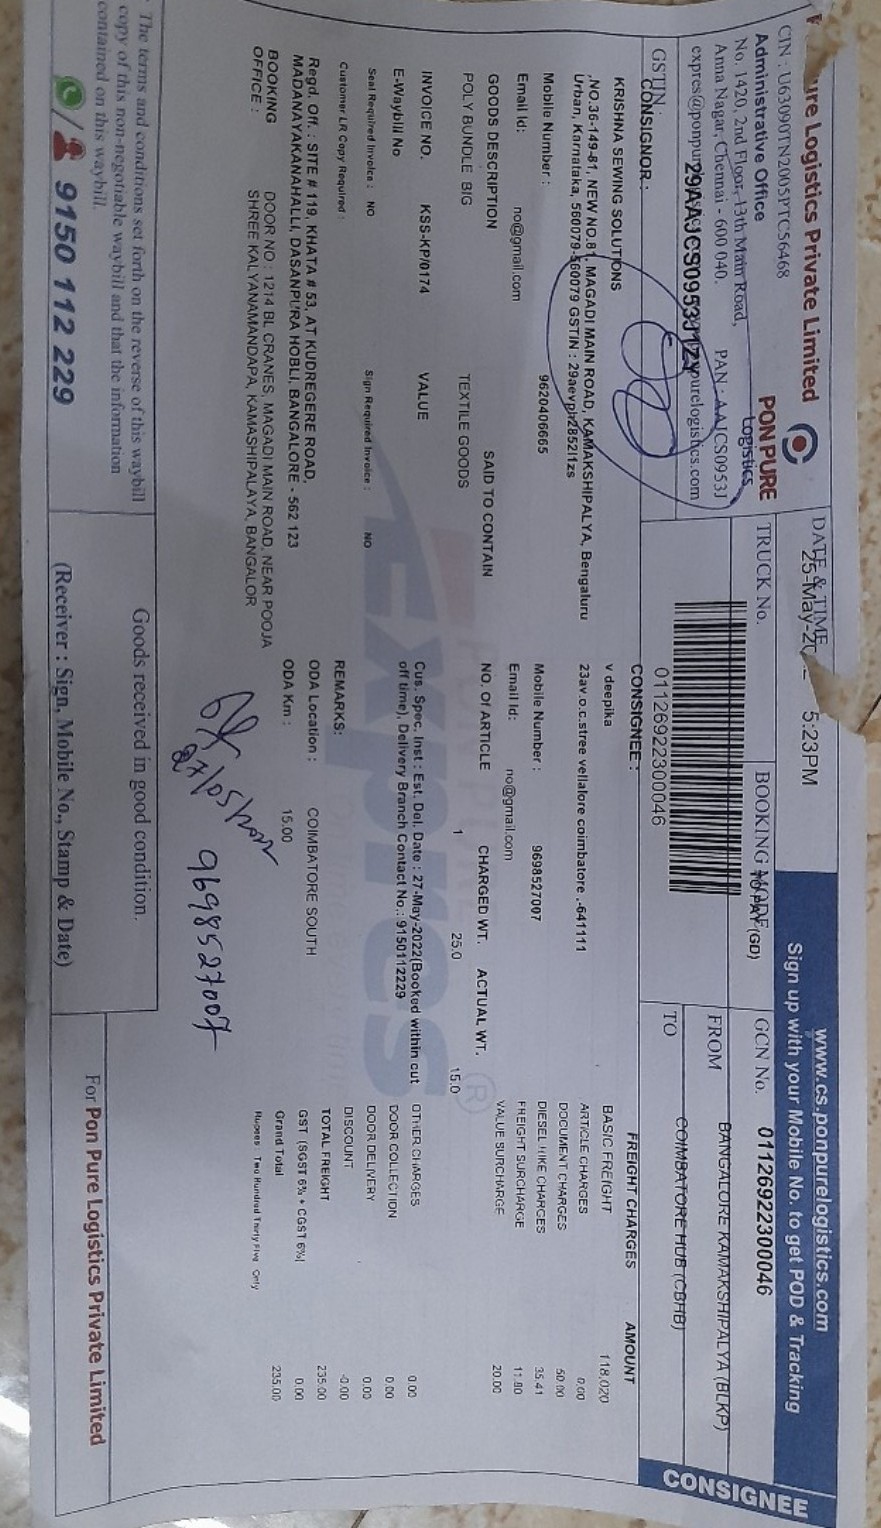 ure Logistics Private Limited
CIN : U63090TN2005PTC56468
Administrative Office
No. 1420, 2nd Floor, 13th Main Road,
Anna Nagar, Chennai - 600 040.
PAN : AAJCS0953J
PON PURE
Logistics
GSTIN :
29AAJCS0953J1ZY
DATE & TIME
25-May-20
5:23PM
TRUCK No.
BOOKING MODE
TO PAY (GD)
www.cs.ponpurelogistics.com
Sign up with your Mobile No. to get POD & Tracking
GCN No. 01126922300046
FROM BANGALORE KAMAKSHIPALYA (BLKP)
TO COIMBATORE HUB (CBHB)
CONSIGNEE
01126922300046
CONSIGNOR :
KRISHNA SEWING SOLUTIONS
,NO.36-149-81, NEW NO.81, MAGADI MAIN ROAD, KAMAKSHIPALYA, Bengaluru
Urban, Karnataka, 560079-560079 GSTIN :
Mobile Number : 9620406665
Email Id: no@gmail.com
CONSIGNEE :
v deepika
23av.o.c.stree vellalore coimbatore .-641111
Mobile Number : 9698527007
Email Id: no@gmail.com
GOODS DESCRIPTION SAID TO CONTAIN NO. Of ARTICLE CHARGED WT. ACTUAL WT.
POLY BUNDLE BIG TEXTILE GOODS 1 25.0 15.0
INVOICE NO. KSS-KP/0174 VALUE
E-Waybill No
Cus. Spec. Inst : Est. Del. Date : 27-May-2022(Booked within cut
off time), Delivery Branch Contact No.: 9150112229
Seal Required Invoice : NO Sign Required Invoice : NO
Customer LR Copy Required :
REMARKS:
Regd. Off. : SITE # 119, KHATA # 53, AT KUDREGERE ROAD,
MADANAYAKANAHALLI, DASANPURA HOBLI, BANGALORE - 562 123
ODA Location : COIMBATORE SOUTH
ODA Km : 15.00
BOOKING
OFFICE :
DOOR NO : 1214 BL CRANES, MAGADI MAIN ROAD, NEAR POOJA
SHREE KALYANAMANDAPA, KAMASHIPALAYA, BANGALOR
FREIGHT CHARGES AMOUNT
BASIC FREIGHT 118.020
ARTICLE CHARGES 0.00
DOCUMENT CHARGES 50.00
DIESEL HIKE CHARGES 35.41
FREIGHT SURCHARGE 11.80
VALUE SURCHARGE 20.00
OTHER CHARGES 0.00
DOOR COLLECTION 0.00
DOOR DELIVERY 0.00
DISCOUNT -0.00
TOTAL FREIGHT 235.00
GST (SGST 6% + CGST 6%) 0.00
Grand Total 235.00
Rupees Two Hundred Thirty Five Only
Expres
9698527007
The terms and conditions set forth on the reverse of this waybill
copy of this non-negotiable waybill and that the information
contained on this waybill.
9150 112 229
Goods received in good condition.
(Receiver : Sign, Mobile No., Stamp & Date)
For Pon Pure Logistics Private Limited